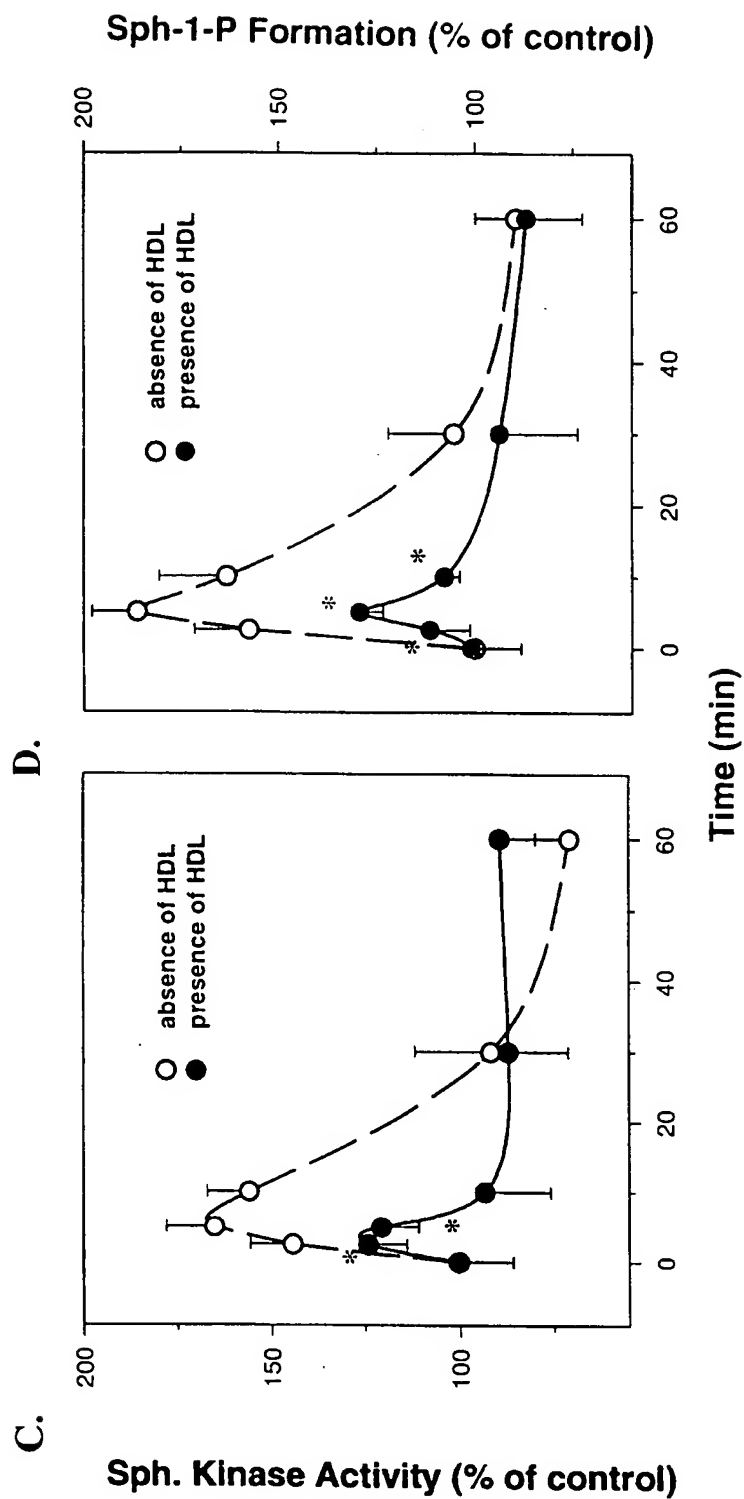 C.
Sph. Kinase Activity (% of control)
200
150
100
absence of HDL
presence of HDL
*
*
0
20
40
60
D.
absence of HDL
presence of HDL
*
*
*
0
20
40
60
200
150
100
Sph-1-P Formation (% of control)
Time (min)